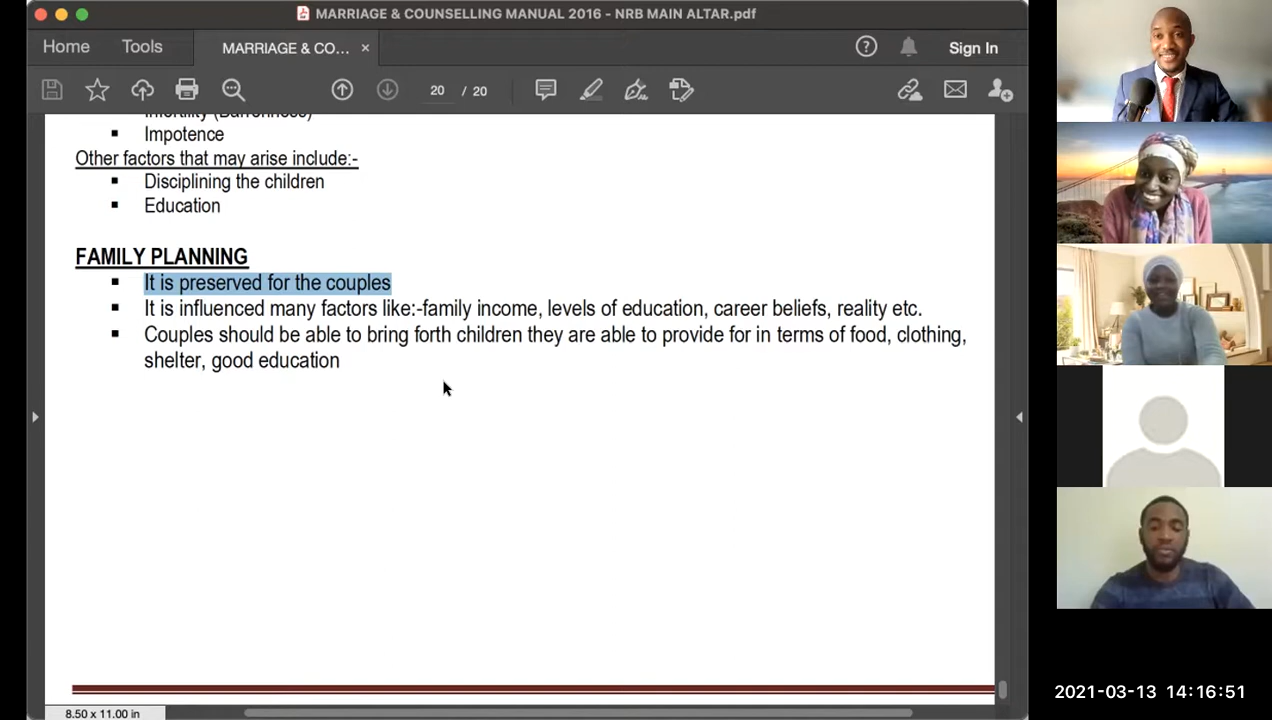 MARRIAGE & COUNSELLING MANUAL 2016 - NRB MAIN ALTAR.pdf
Home Tools MARRIAGE & CO... × ? Sign In
20 / 20
Infertility (Barrenness)
▪ Impotence
Other factors that may arise include:-
▪ Disciplining the children
▪ Education
FAMILY PLANNING
▪ It is preserved for the couples
▪ It is influenced many factors like:-family income, levels of education, career beliefs, reality etc.
▪ Couples should be able to bring forth children they are able to provide for in terms of food, clothing,
shelter, good education
8.50 x 11.00 in
2021-03-13 14:16:51